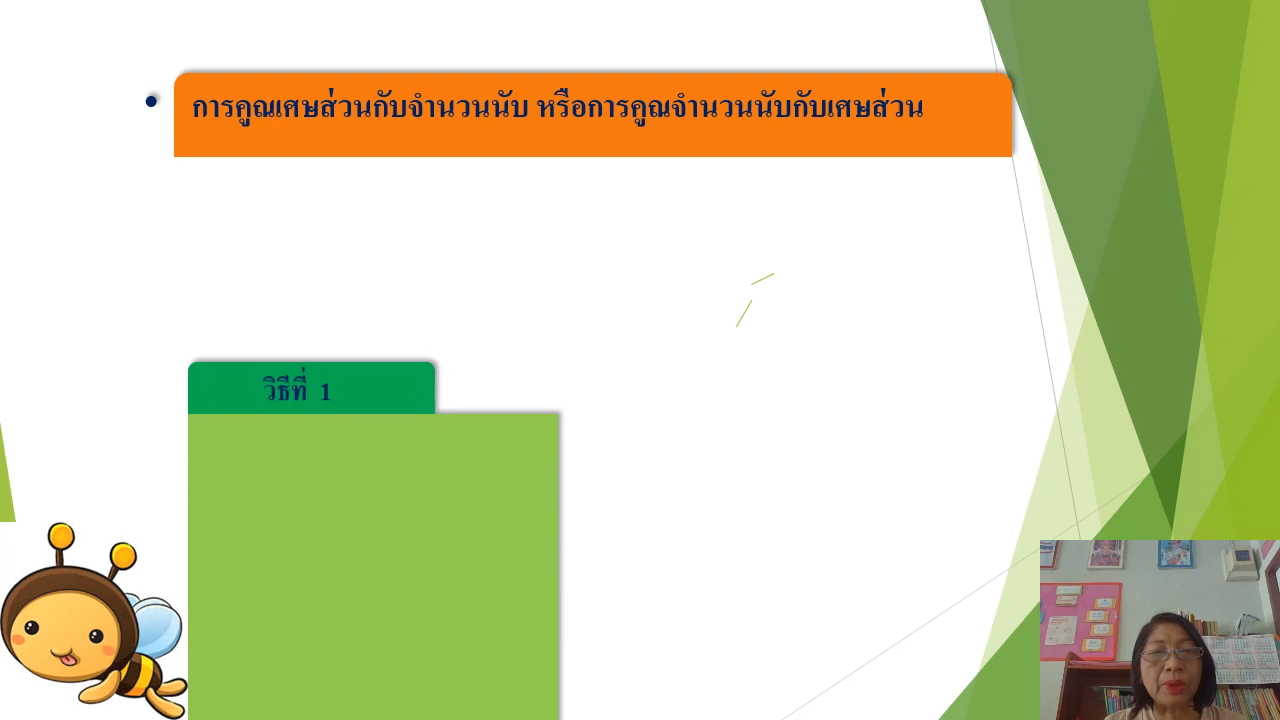 • การคูณเศษส่วนกับจำนวนนับ หรือการคูณจำนวนนับกับเศษส่วน
วิธีที่ 1